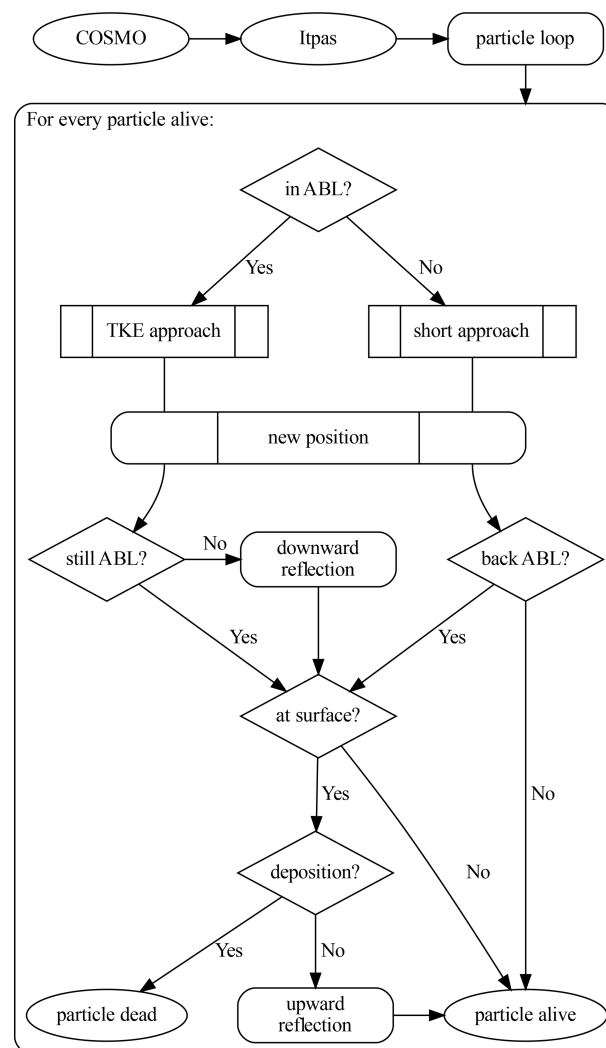 COSMO
Itpas
particle loop
For every particle alive:
in ABL?
Yes
No
TKE approach
short approach
new position
still ABL?
No
downward
reflection
back ABL?
Yes
Yes
at surface?
Yes
No
No
deposition?
Yes
No
particle dead
upward
reflection
particle alive